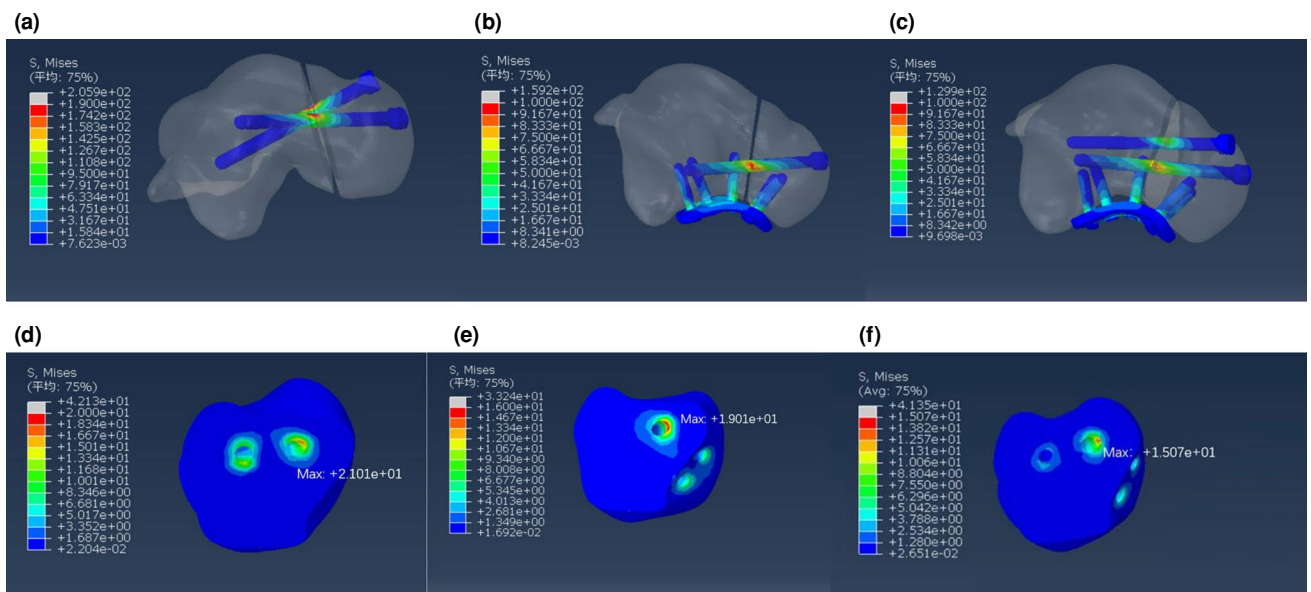 (a)
(b)
(c)
S, Mises
(平均: 75%)
+2.059e+02
+1.900e+02
+1.742e+02
+1.583e+02
+1.425e+02
+1.267e+02
+1.108e+02
+9.500e+01
+7.917e+01
+6.334e+01
+4.751e+01
+3.167e+01
+1.584e+01
+7.623e-03
S, Mises
(平均: 75%)
+1.592e+02
+1.000e+02
+9.167e+01
+8.333e+01
+7.500e+01
+6.667e+01
+5.834e+01
+5.000e+01
+4.167e+01
+3.334e+01
+2.501e+01
+1.667e+01
+8.341e+00
+8.245e-03
S, Mises
(平均: 75%)
+1.299e+02
+1.000e+02
+9.167e+01
+8.333e+01
+7.500e+01
+6.667e+01
+5.834e+01
+5.000e+01
+4.167e+01
+3.334e+01
+2.501e+01
+1.667e+01
+8.342e+00
+9.698e-03
(d)
(e)
(f)
S, Mises
(平均: 75%)
+4.213e+01
+2.000e+01
+1.834e+01
+1.667e+01
+1.501e+01
+1.334e+01
+1.168e+01
+1.001e+01
+8.346e+00
+6.681e+00
+5.017e+00
+3.352e+00
+1.687e+00
+2.204e-02
Max: +2.101e+01
S, Mises
(平均: 75%)
+3.324e+01
+1.600e+01
+1.467e+01
+1.334e+01
+1.200e+01
+1.067e+01
+9.340e+00
+8.008e+00
+6.677e+00
+5.345e+00
+4.013e+00
+2.681e+00
+1.349e+00
+1.692e-02
Max: +1.901e+01
S, Mises
(Avg: 75%)
+4.135e+01
+1.507e+01
+1.382e+01
+1.257e+01
+1.131e+01
+1.006e+01
+8.804e+00
+7.550e+00
+6.296e+00
+5.042e+00
+3.788e+00
+2.534e+00
+1.280e+00
+2.651e-02
Max: +1.507e+01